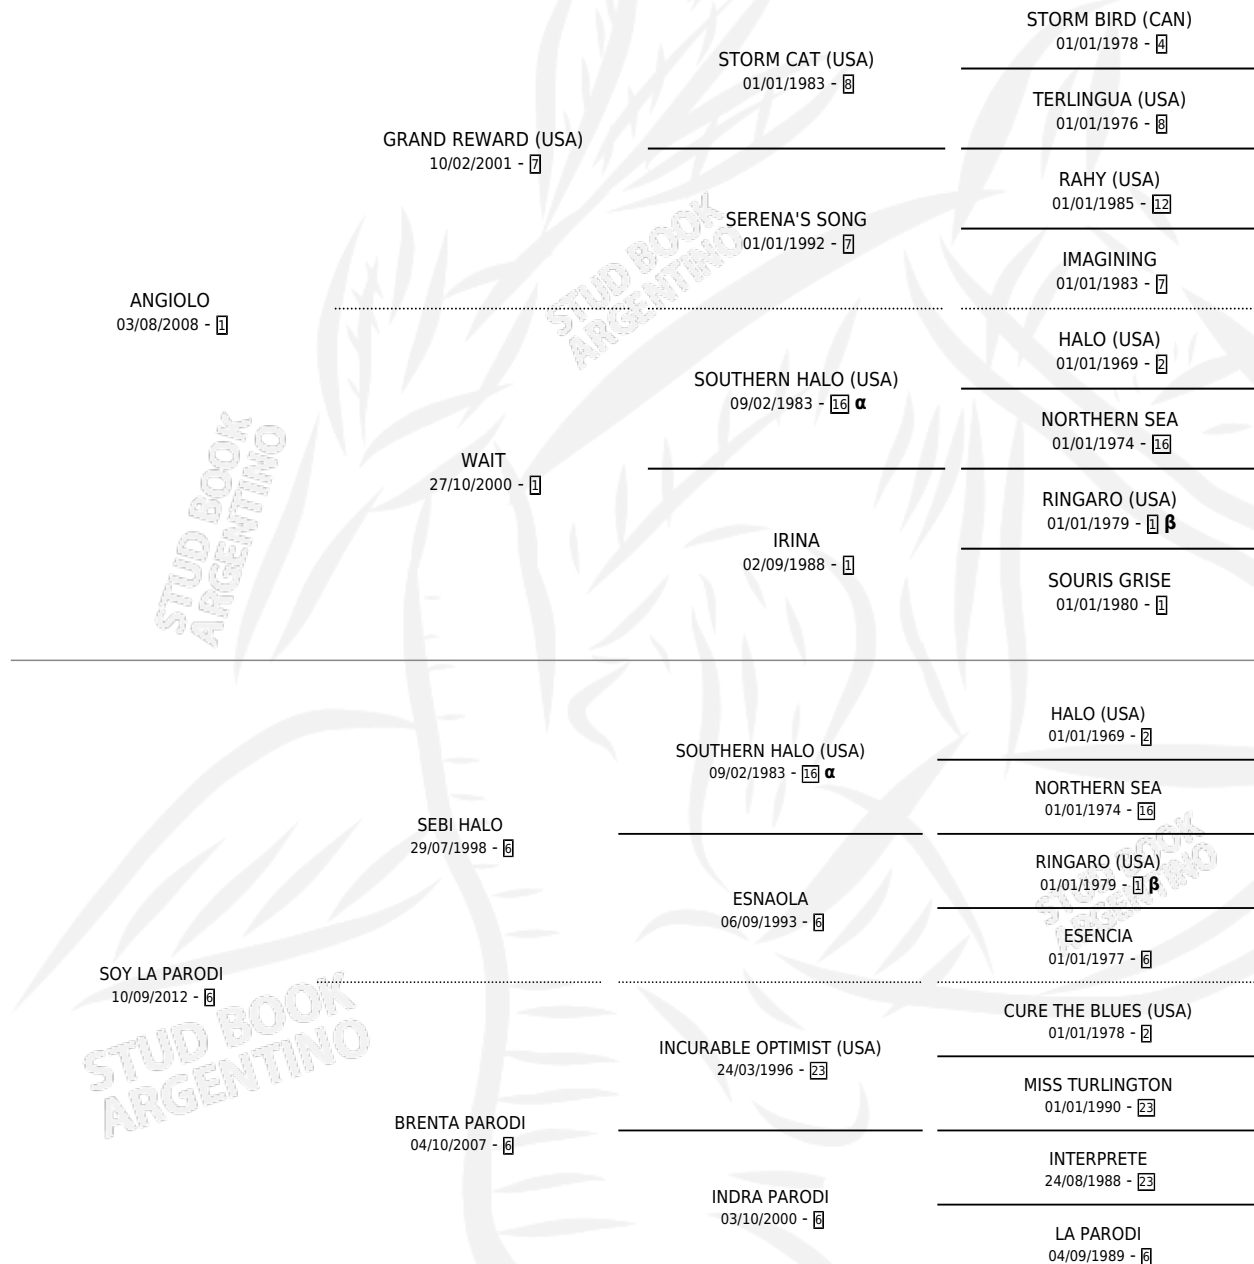 STORM BIRD (CAN)
01/01/1978 - 4
STORM CAT (USA)
01/01/1983 - 8
TERLINGUA (USA)
01/01/1976 - 8
GRAND REWARD (USA)
10/02/2001 - 7
RAHY (USA)
01/01/1985 - 12
SERENA'S SONG
01/01/1992 - 7
IMAGINING
01/01/1983 - 7
ANGIOLO
03/08/2008 - 1
HALO (USA)
01/01/1969 - 2
SOUTHERN HALO (USA)
09/02/1983 - 16 α
NORTHERN SEA
01/01/1974 - 16
WAIT
27/10/2000 - 1
RINGARO (USA)
01/01/1979 - 1 β
IRINA
02/09/1988 - 1
SOURIS GRISE
01/01/1980 - 1
STUD BOOK
ARGENTINO
STUD BOOK
ARGENTINO
HALO (USA)
01/01/1969 - 2
SOUTHERN HALO (USA)
09/02/1983 - 16 α
NORTHERN SEA
01/01/1974 - 16
SEBI HALO
29/07/1998 - 6
RINGARO (USA)
01/01/1979 - 1 β
ESNAOLA
06/09/1993 - 6
ESENCIA
01/01/1977 - 6
SOY LA PARODI
10/09/2012 - 6
CURE THE BLUES (USA)
01/01/1978 - 2
INCURABLE OPTIMIST (USA)
24/03/1996 - 23
MISS TURLINGTON
01/01/1990 - 23
BRENTA PARODI
04/10/2007 - 6
INTERPRETE
24/08/1988 - 23
INDRA PARODI
03/10/2000 - 6
LA PARODI
04/09/1989 - 6
STUD BOOK
ARGENTINO
STUD BOOK
ARGENTINO